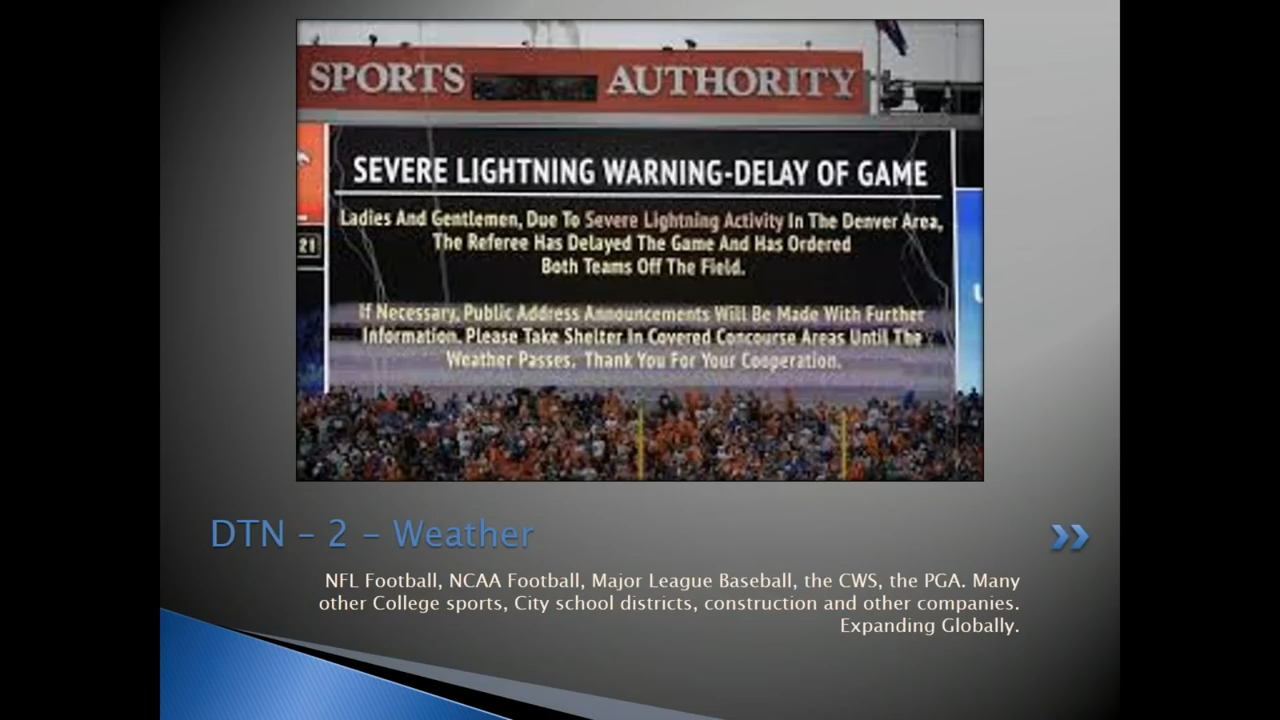 SPORTS AUTHORITY
SEVERE LIGHTNING WARNING-DELAY OF GAME
Ladies And Gentlemen, Due To Severe Lightning Activity In The Denver Area,
The Referee Has Delayed The Game And Has Ordered
Both Teams Off The Field.
21
If Necessary, Public Address Announcements Will Be Made With Further
Information. Please Take Shelter In Covered Concourse Areas Until The
Weather Passes. Thank You For Your Cooperation.
DTN – 2 – Weather
NFL Football, NCAA Football, Major League Baseball, the CWS, the PGA. Many
other College sports, City school districts, construction and other companies.
Expanding Globally.